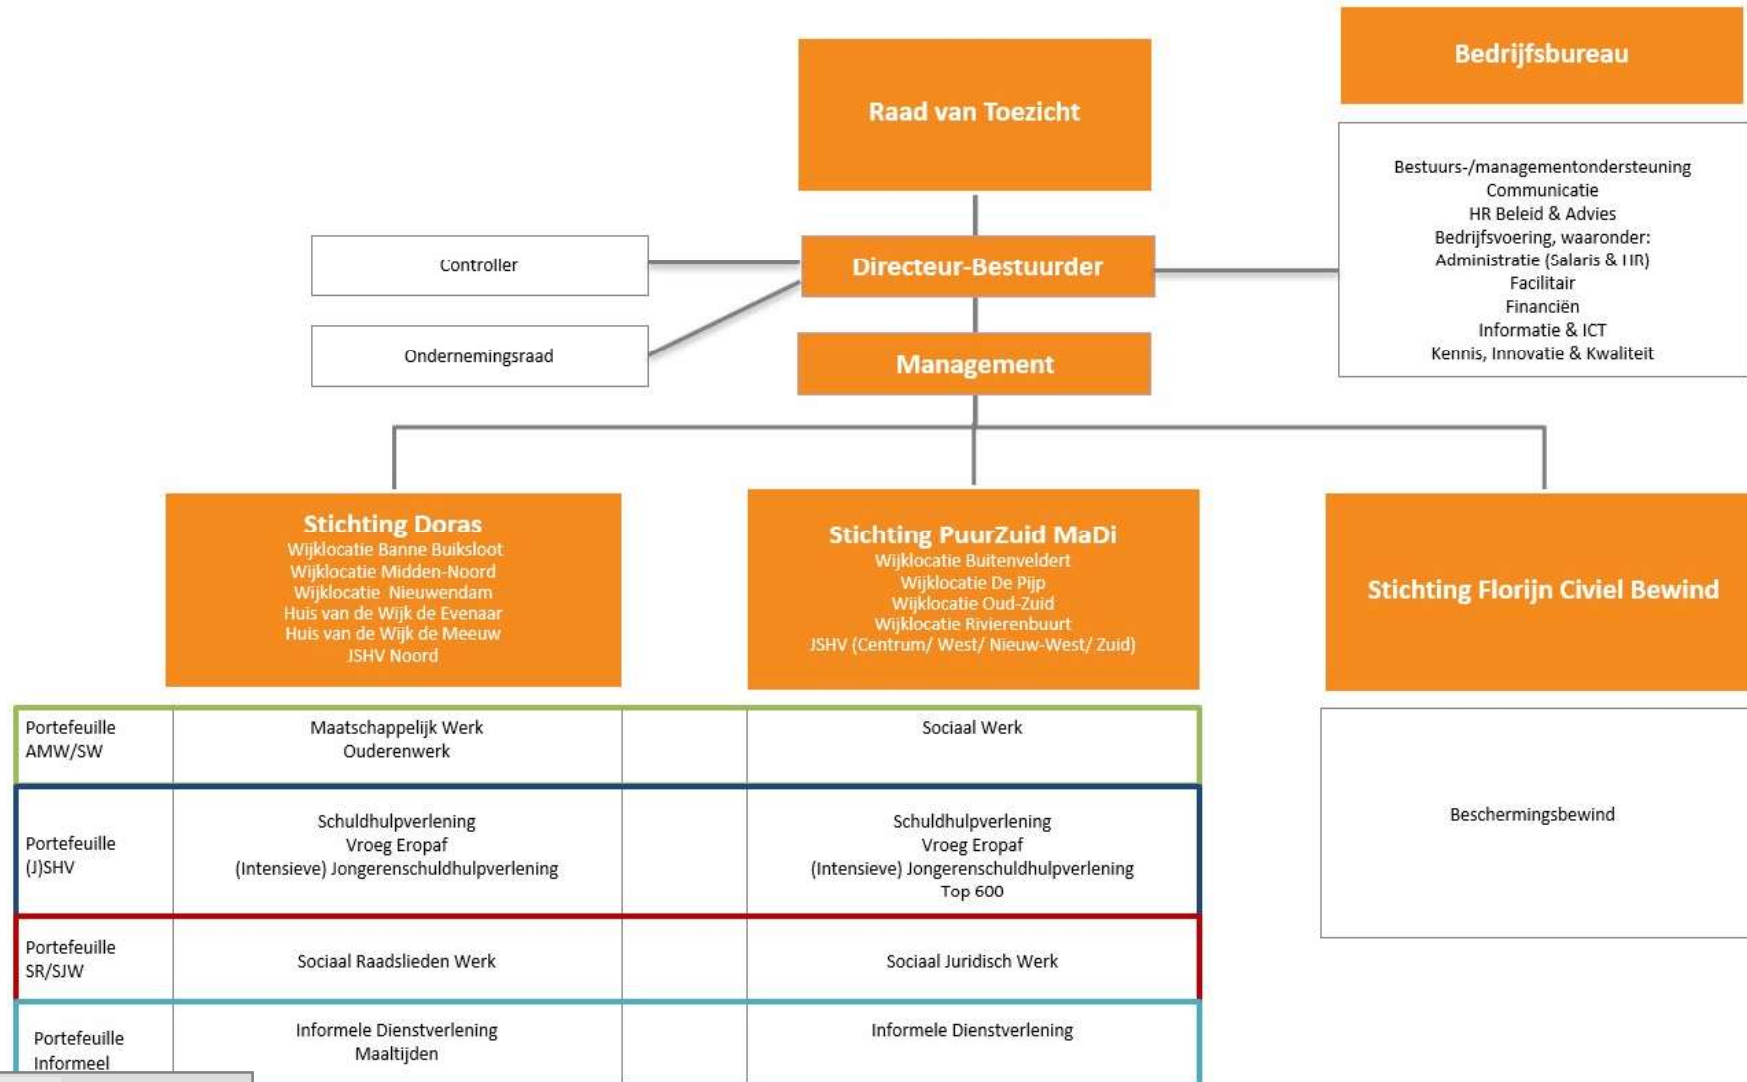 Bedrijfsbureau
Raad van Toezicht
Bestuurs-/managementondersteuning
Communicatie
HR Beleid & Advies
Bedrijfsvoering, waaronder:
Administratie (Salaris & HR)
Facilitair
Financiën
Informatie & ICT
Kennis, Innovatie & Kwaliteit
Controller
Directeur-Bestuurder
Ondernemingsraad
Management
Stichting Doras
Wijklocatie Banne Buiksloot
Wijklocatie Midden-Noord
Wijklocatie Nieuwendam
Huis van de Wijk de Evenaar
Huis van de Wijk de Meeuw
JSHV Noord
Stichting PuurZuid MaDi
Wijklocatie Buitenveldert
Wijklocatie De Pijp
Wijklocatie Oud-Zuid
Wijklocatie Rivierenbuurt
JSHV (Centrum/ West/ Nieuw-West/ Zuid)
Stichting Florijn Civiel Bewind
Portefeuille
AMW/SW
Maatschappelijk Werk
Ouderenwerk
Sociaal Werk
Portefeuille
(J)SHV
Schuldhulpverlening
Vroeg Eropaf
(Intensieve) Jongerenschuldhulpverlening
Schuldhulpverlening
Vroeg Eropaf
(Intensieve) Jongerenschuldhulpverlening
Top 600
Beschermingsbewind
Portefeuille
SR/SJW
Sociaal Raadslieden Werk
Sociaal Juridisch Werk
Portefeuille
Informeel
Informele Dienstverlening
Maaltijden
Informele Dienstverlening